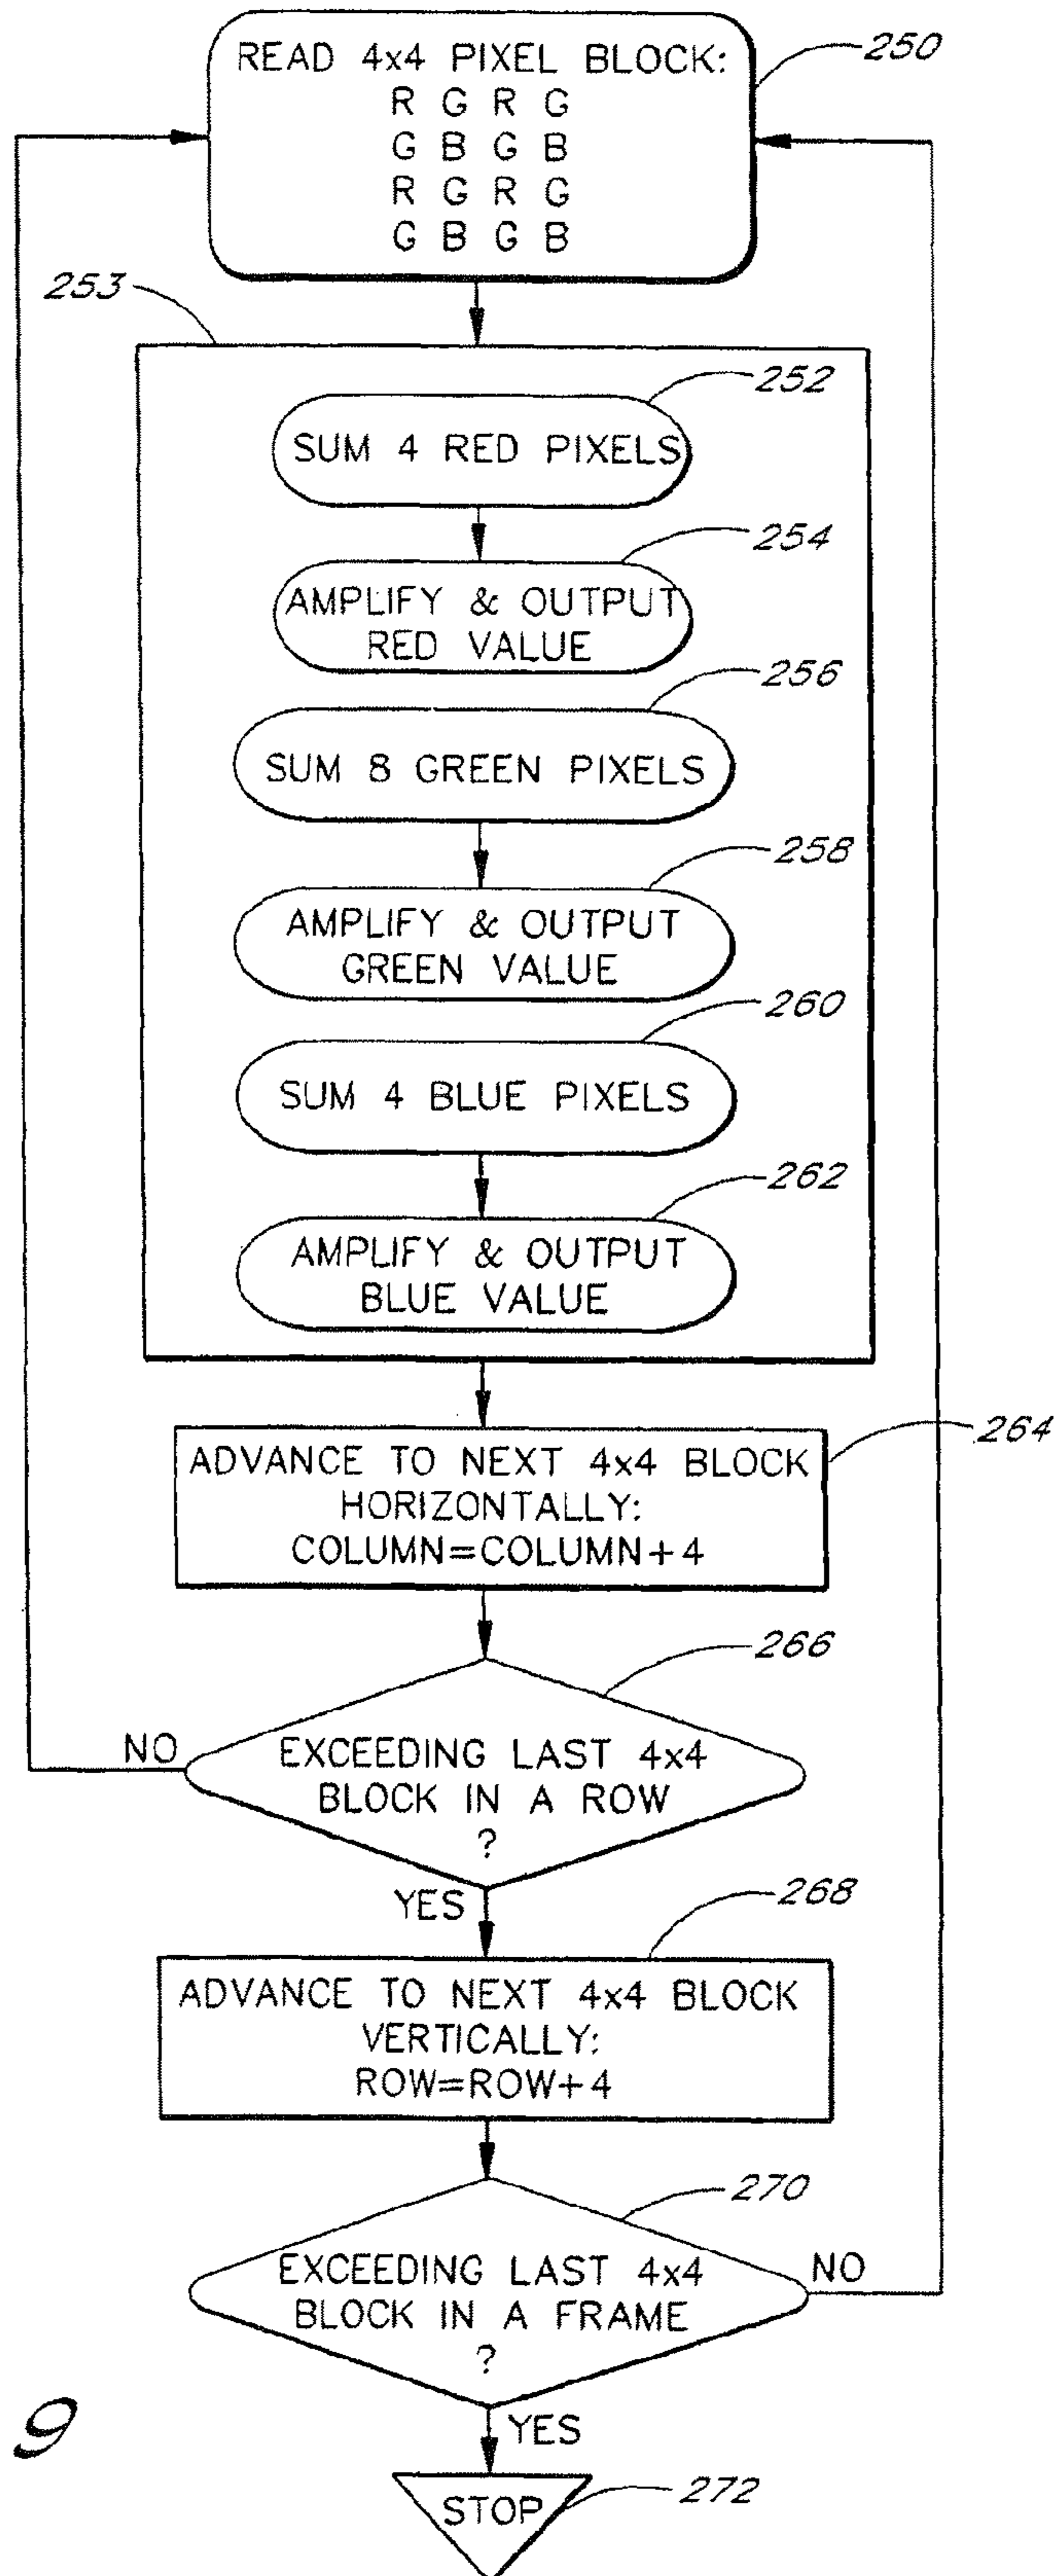 250
READ 4x4 PIXEL BLOCK:
R G R G
G B G B
R G R G
G B G B
253
252
SUM 4 RED PIXELS
254
AMPLIFY & OUTPUT
RED VALUE
256
SUM 8 GREEN PIXELS
258
AMPLIFY & OUTPUT
GREEN VALUE
260
SUM 4 BLUE PIXELS
262
AMPLIFY & OUTPUT
BLUE VALUE
264
ADVANCE TO NEXT 4x4 BLOCK
HORIZONTALLY:
COLUMN=COLUMN+4
266
NO
EXCEEDING LAST 4x4
BLOCK IN A ROW
?
YES
268
ADVANCE TO NEXT 4x4 BLOCK
VERTICALLY:
ROW=ROW+4
270
NO
EXCEEDING LAST 4x4
BLOCK IN A FRAME
?
9
YES
STOP
272